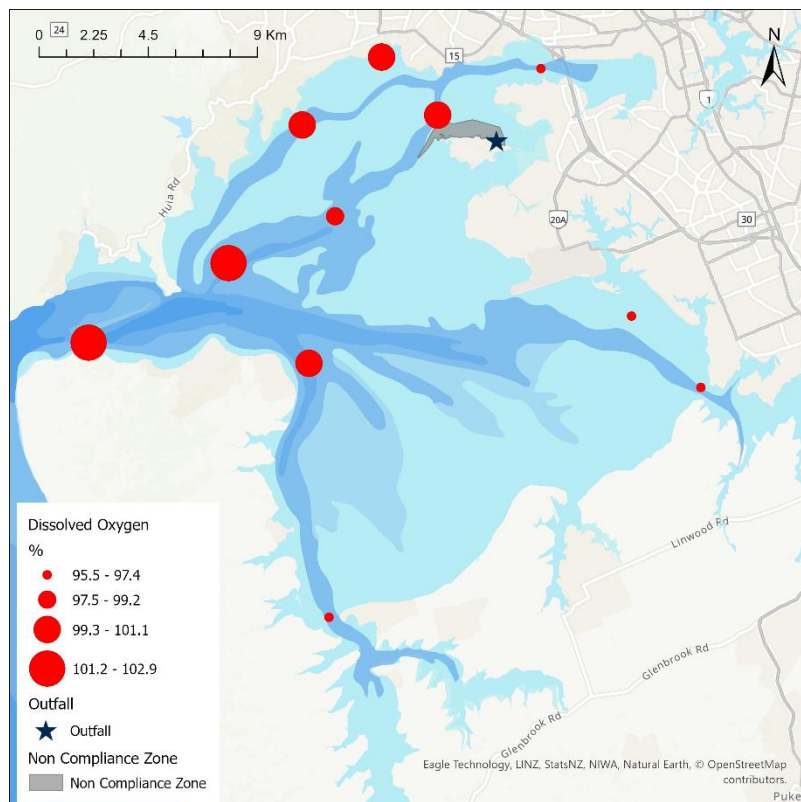 24
0 2.25 4.5 9 Km
15
N
1
Huia Rd
20A
30
Linwood Rd
Glenbrook Rd
Glenbrook Rd
Dissolved Oxygen
%
95.5 - 97.4
97.5 - 99.2
99.3 - 101.1
101.2 - 102.9
Outfall
Outfall
Non Compliance Zone
Non Compliance Zone
Eagle Technology, LINZ, StatsNZ, NIWA, Natural Earth, © OpenStreetMap
contributors.
Puke